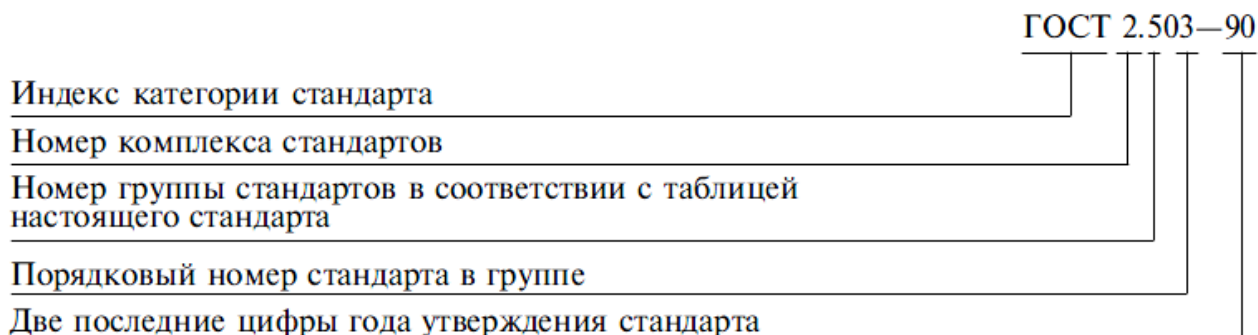 ГОСТ 2.503—90
Индекс категории стандарта
Номер комплекса стандартов
Номер группы стандартов в соответствии с таблицей
настоящего стандарта
Порядковый номер стандарта в группе
Две последние цифры года утверждения стандарта